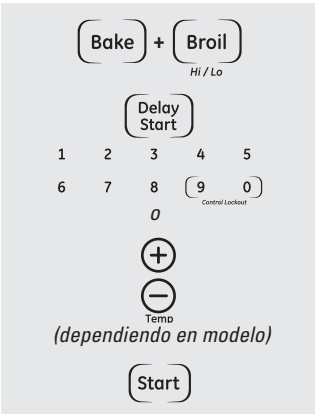 Bake + Broil
Hi / Lo
Delay
Start
1 2 3 4 5
6 7 8 9 0
Control Lockout
o
+
−
Temp
(dependiendo en modelo)
Start